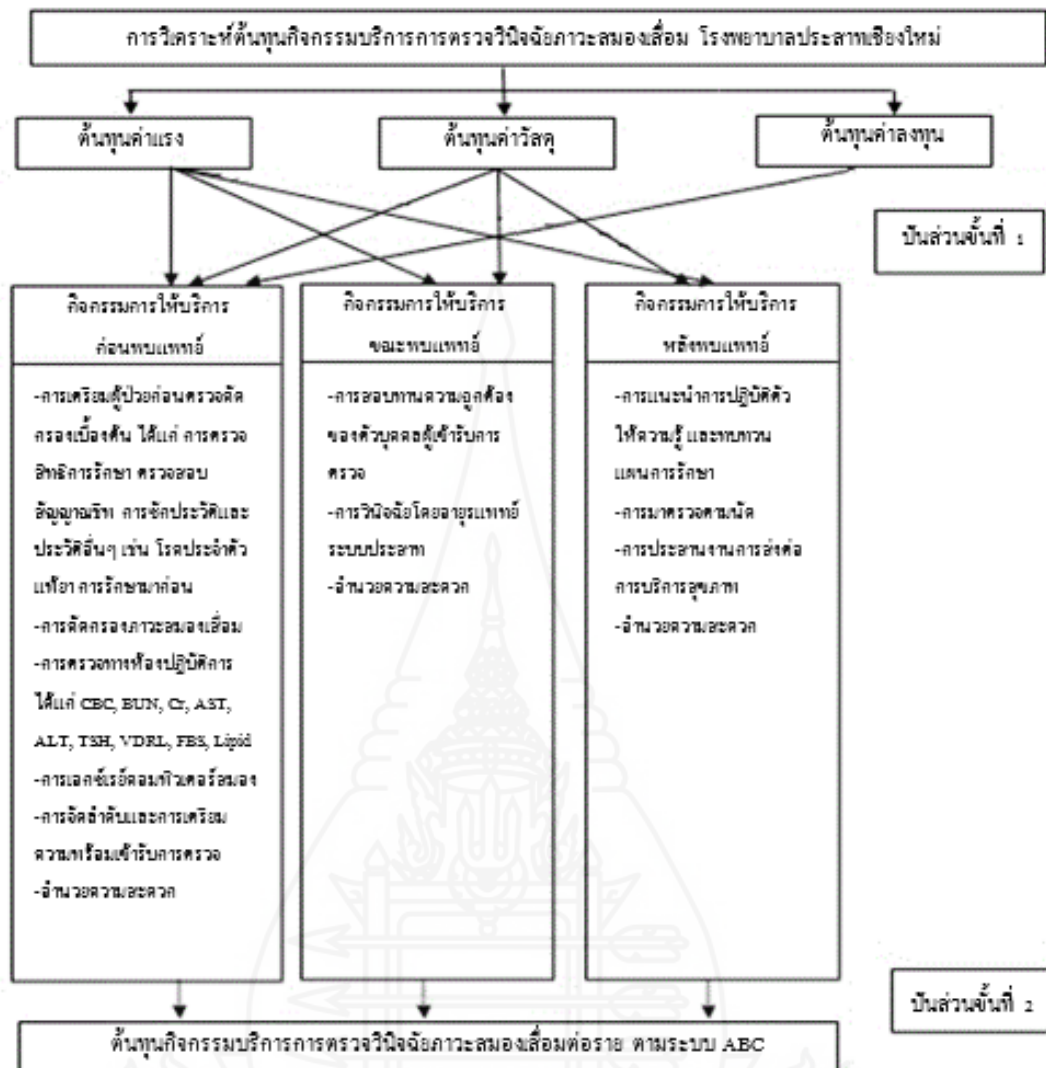 การวิเคราะห์ต้นทุนกิจกรรมบริการการตรวจวินิจฉัยภาวะสมองเสื่อม โรงพยาบาลประสาทเชียงใหม่
ต้นทุนค่าแรง
ต้นทุนค่าวัสดุ
ต้นทุนค่าลงทุน
ปันส่วนขั้นที่ 1
กิจกรรมการให้บริการ
ก่อนพบแพทย์
-การเตรียมผู้ป่วยก่อนตรวจคัด
กรองเบื้องต้น ได้แก่ การตรวจ
สิทธิการรักษา ตรวจสอบ
สัญญาณชีพ การซักประวัติและ
ประวัติอื่นๆ เช่น โรคประจำตัว
แพ้ยา การรักษามาก่อน
-การคัดกรองภาวะสมองเสื่อม
-การตรวจทางห้องปฏิบัติการ
ได้แก่ CBC, BUN, Cr, AST,
ALT, TSH, VDRL, FBS, Lipid
-การเอกซ์เรย์คอมพิวเตอร์สมอง
-การจัดลำดับและการเตรียม
ความพร้อมเข้ารับการตรวจ
-อำนวยความสะดวก
กิจกรรมการให้บริการ
ขณะพบแพทย์
-การสอบทานความถูกต้อง
ของตัวบุคคลผู้เข้ารับการ
ตรวจ
-การวินิจฉัยโดยอายุรแพทย์
ระบบประสาท
-อำนวยความสะดวก
กิจกรรมการให้บริการ
หลังพบแพทย์
-การแนะนำการปฏิบัติตัว
ให้ความรู้ และทบทวน
แผนการรักษา
-การมาตรวจตามนัด
-การประสานงานการส่งต่อ
การบริการสุขภาพ
-อำนวยความสะดวก
ปันส่วนขั้นที่ 2
ต้นทุนกิจกรรมบริการการตรวจวินิจฉัยภาวะสมองเสื่อมต่อราย ตามระบบ ABC